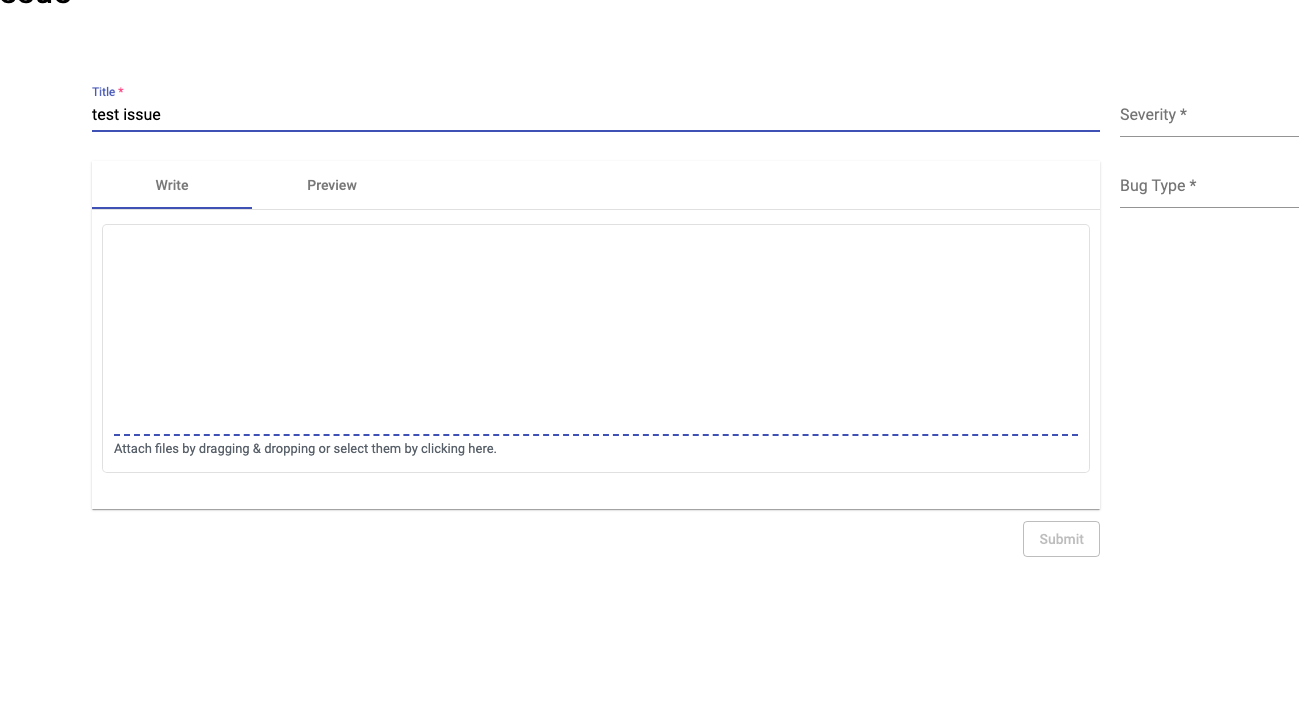 Title *
test issue
Severity *
Write
Preview
Bug Type *
Attach files by dragging & dropping or select them by clicking here.
Submit